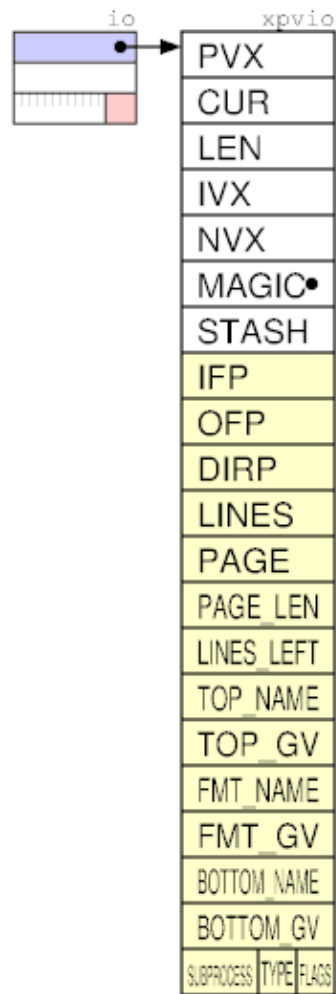 io xpvio
PVX
CUR
LEN
IVX
NVX
MAGIC
STASH
IFP
OFP
DIRP
LINES
PAGE
PAGE_LEN
LINES_LEFT
TOP_NAME
TOP_GV
FMT_NAME
FMT_GV
BOTTOM_NAME
BOTTOM_GV
SUBPROCESS TYPE FLAGS